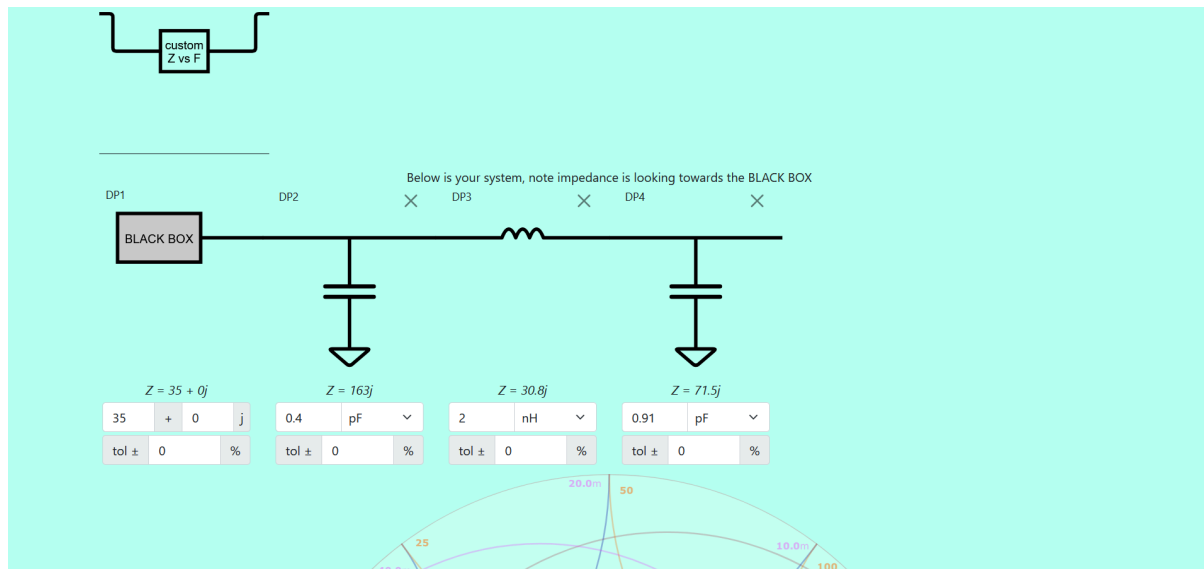 custom
Z vs F
Below is your system, note impedance is looking towards the BLACK BOX
DP1
DP2
DP3
DP4
BLACK BOX
Z = 35 + 0j
Z = 163j
Z = 30.8j
Z = 71.5j
35 + 0 j
0.4 pF
2 nH
0.91 pF
tol ± 0 %
tol ± 0 %
tol ± 0 %
tol ± 0 %
20.0m
50
25
10.0m
100